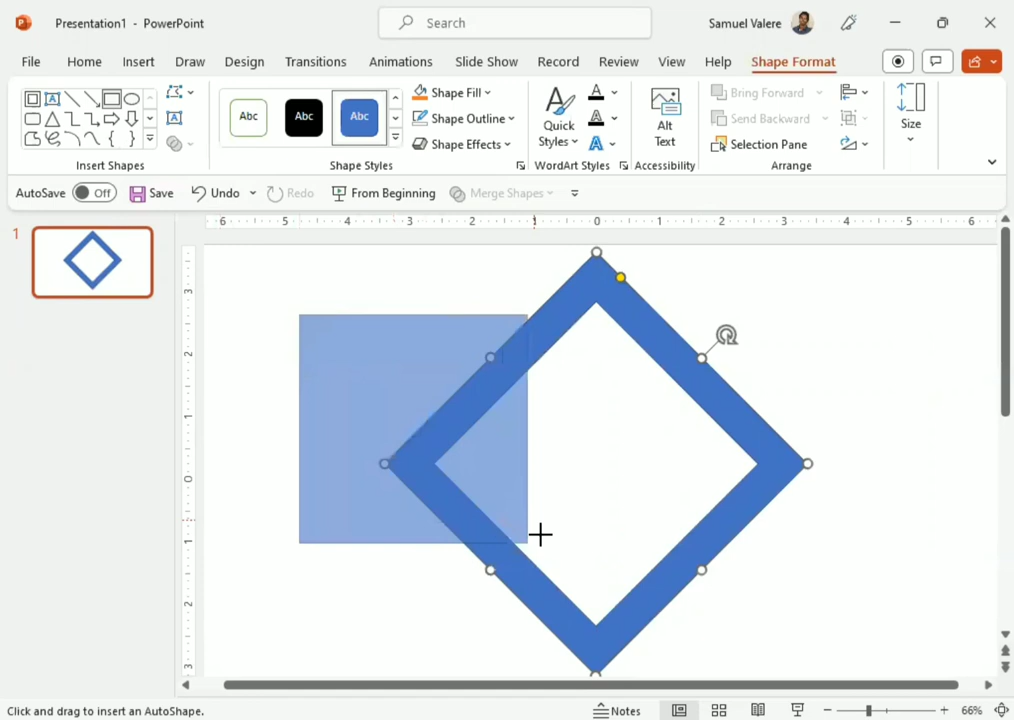 Presentation1 - PowerPoint
Search
Samuel Valere
File Home Insert Draw Design Transitions Animations Slide Show Record Review View Help Shape Format
Abc Abc Abc
Shape Fill
Shape Outline
Shape Effects
Quick
Styles
Alt
Text
Bring Forward
Send Backward
Selection Pane
Size
Insert Shapes
Shape Styles
WordArt Styles
Accessibility
Arrange
AutoSave Off Save Undo Redo From Beginning Merge Shapes
6 5 4 3 2 1 0 1 2 3 4 5 6
1
3
2
1
0
1
2
3
Click and drag to insert an AutoShape.
Notes
66%